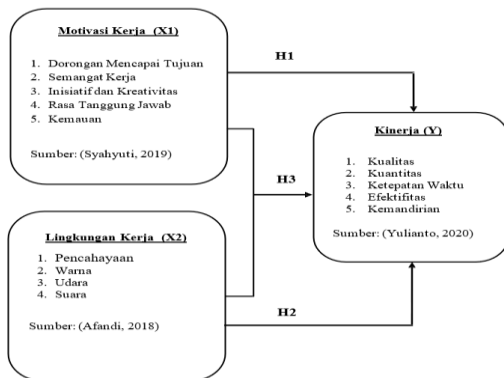 Motivasi Kerja (X1)
1. Dorongan Mencapai Tujuan
2. Semangat Kerja
3. Inisiatif dan Kreativitas
4. Rasa Tanggung Jawab
5. Kemauan
Sumber: (Syahyuti, 2019)
H1
Kinerja (Y)
1. Kualitas
2. Kuantitas
3. Ketepatan Waktu
4. Efektifitas
5. Kemandirian
Sumber: (Yulianto, 2020)
H3
Lingkungan Kerja (X2)
1. Pencahayaan
2. Warna
3. Udara
4. Suara
Sumber: (Afandi, 2018)
H2